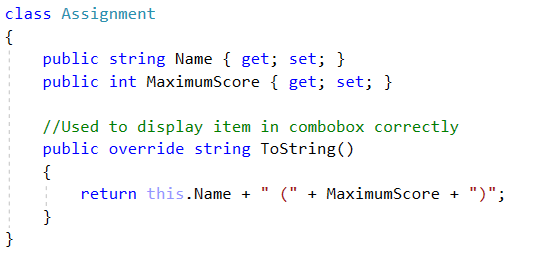 class Assignment
{
    public string Name { get; set; }
    public int MaximumScore { get; set; }

    //Used to display item in combobox correctly
    public override string ToString()
    {
        return this.Name + " (" + MaximumScore + ")";
    }
}